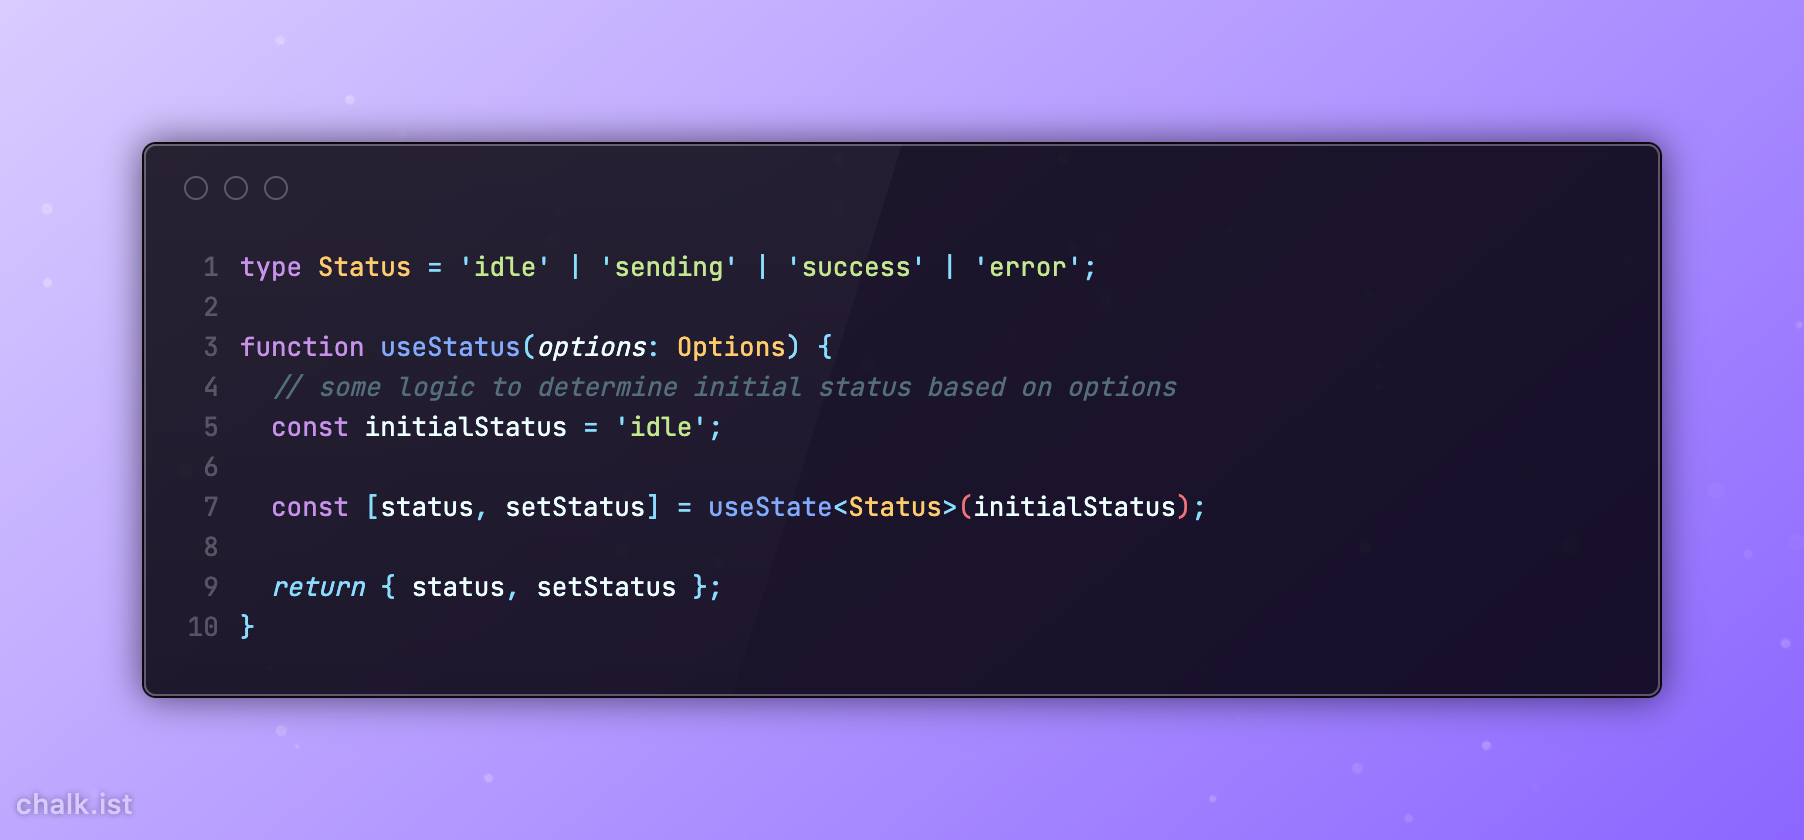 1 type Status = 'idle' | 'sending' | 'success' | 'error';
2
3 function useStatus(options: Options) {
4   // some logic to determine initial status based on options
5   const initialStatus = 'idle';
6
7   const [status, setStatus] = useState<Status>(initialStatus);
8
9   return { status, setStatus };
10 }
chalk.ist